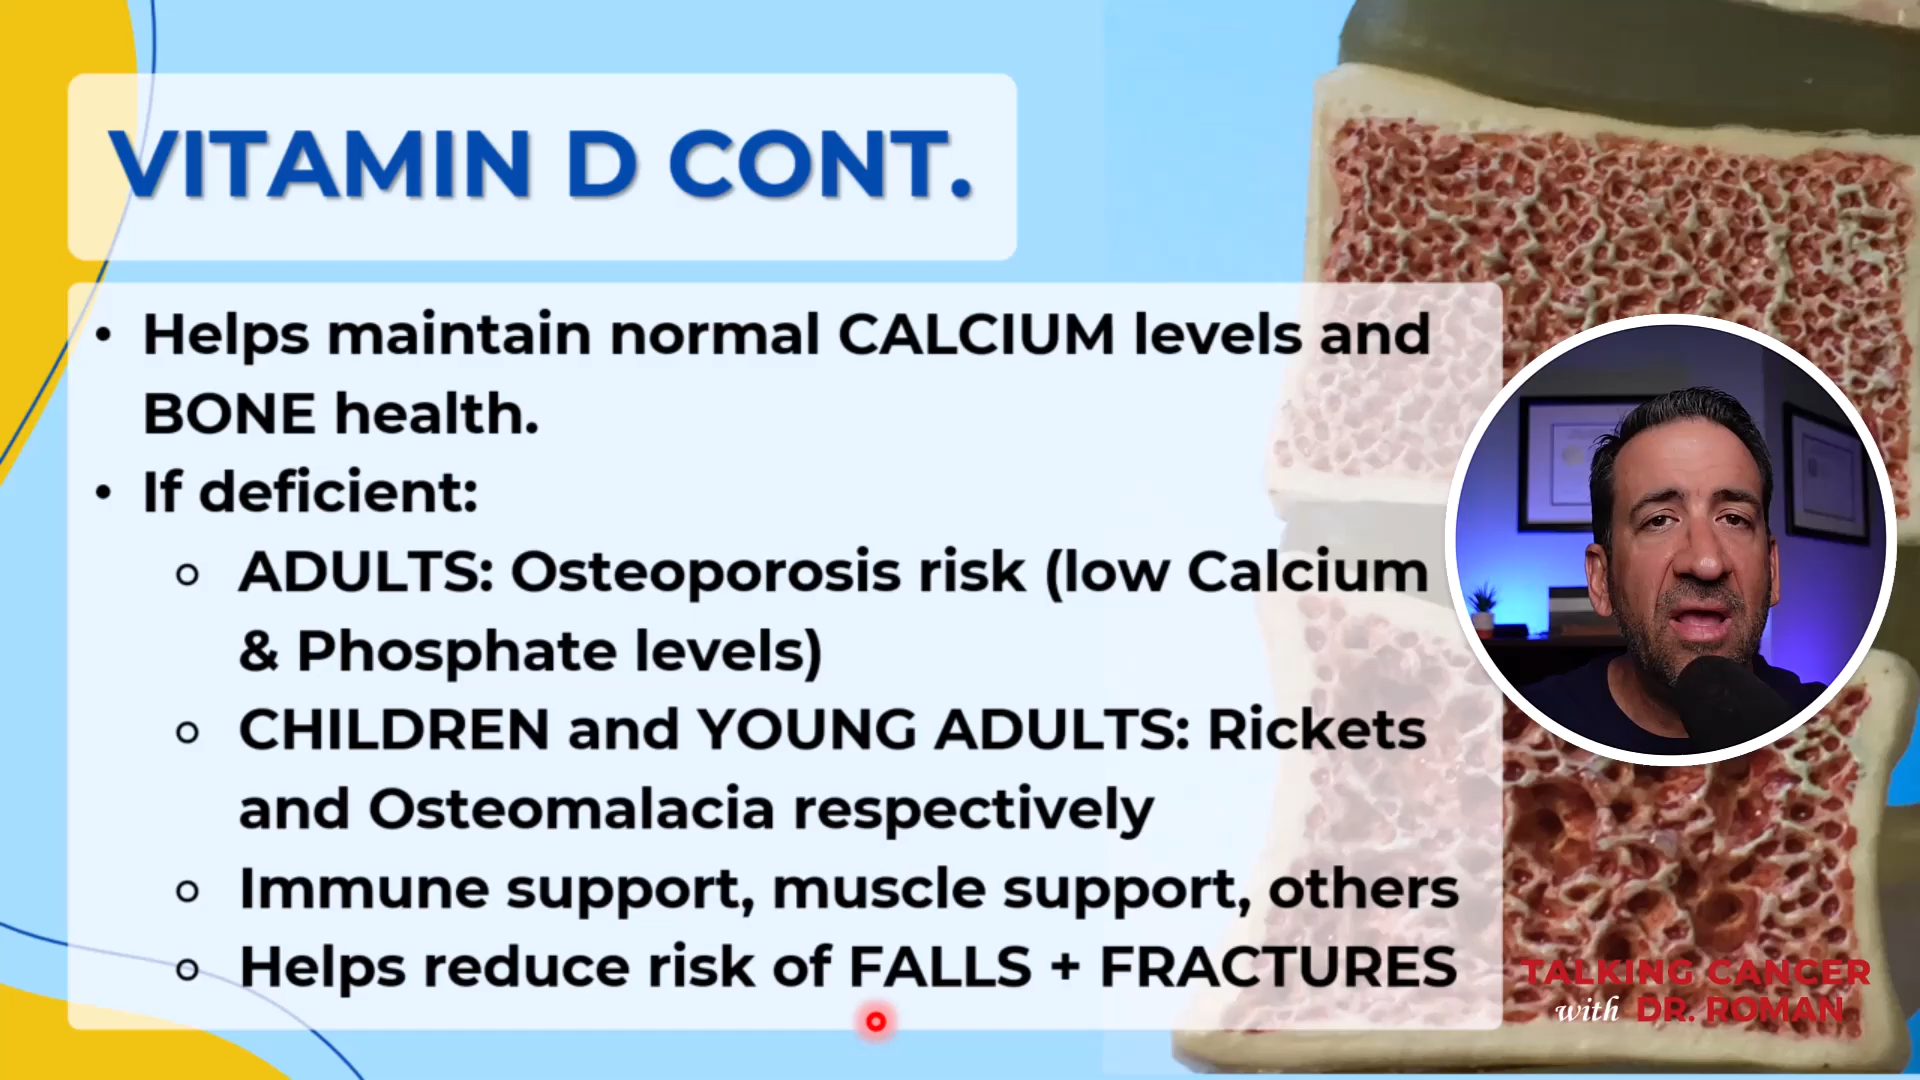 VITAMIN D CONT.
• Helps maintain normal CALCIUM levels and
BONE health.
• If deficient:
○ ADULTS: Osteoporosis risk (low Calcium
& Phosphate levels)
○ CHILDREN and YOUNG ADULTS: Rickets
and Osteomalacia respectively
○ Immune support, muscle support, others
○ Helps reduce risk of FALLS + FRACTURES
TALKING CANCER
with DR. ROMAN